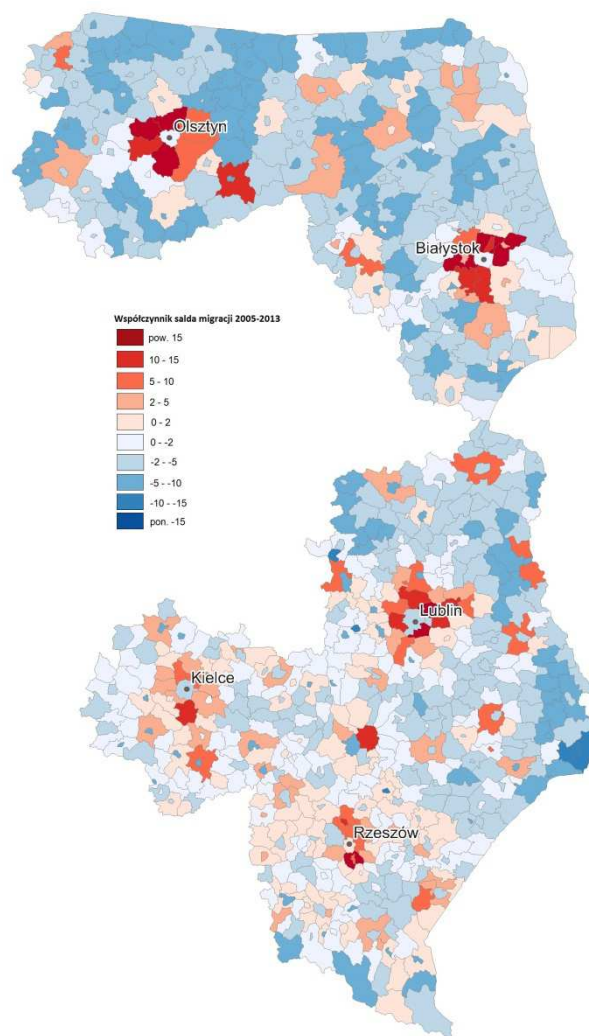 Olsztyn
Białystok
Współczynnik salda migracji 2005-2013
pow. 15
10 - 15
5 - 10
2 - 5
0 - 2
0 - -2
-2 - -5
-5 - -10
-10 - -15
pon. -15
Lublin
Kielce
Rzeszów